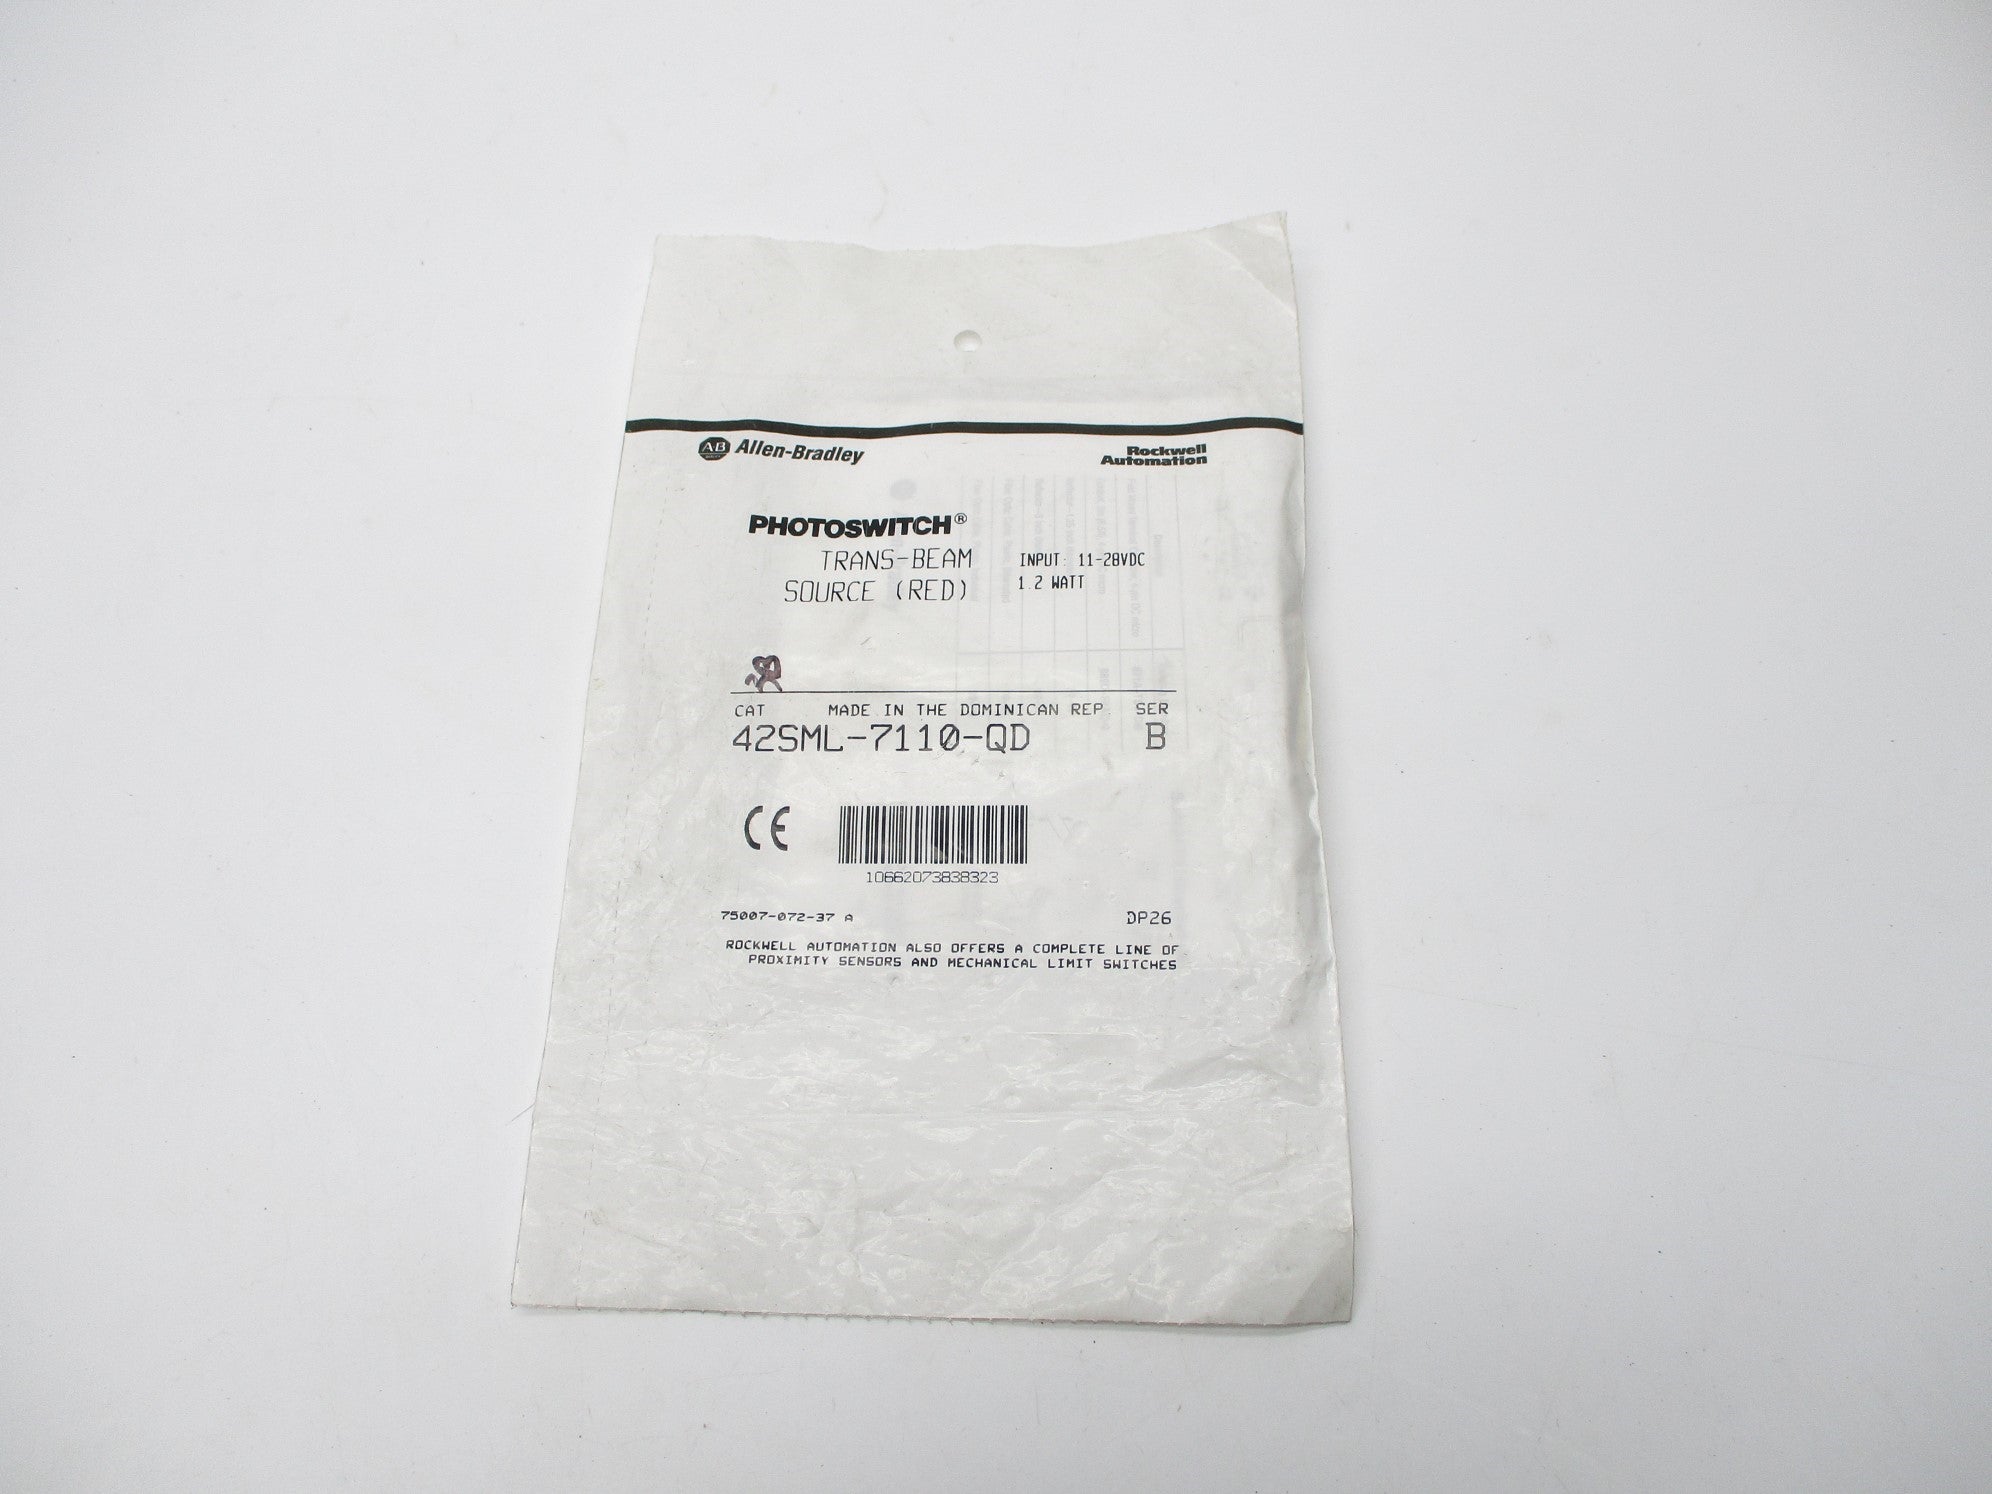 AB Allen-Bradley
Rockwell
Automation
PHOTOSWITCH®
TRANS-BEAM INPUT: 11-28VDC
SOURCE (RED) 1.2 WATT
CAT MADE IN THE DOMINICAN REP. SER
42SML-7110-QD B
CE
10662073838323
75007-072-37 A DP26
ROCKWELL AUTOMATION ALSO OFFERS A COMPLETE LINE OF
PROXIMITY SENSORS AND MECHANICAL LIMIT SWITCHES